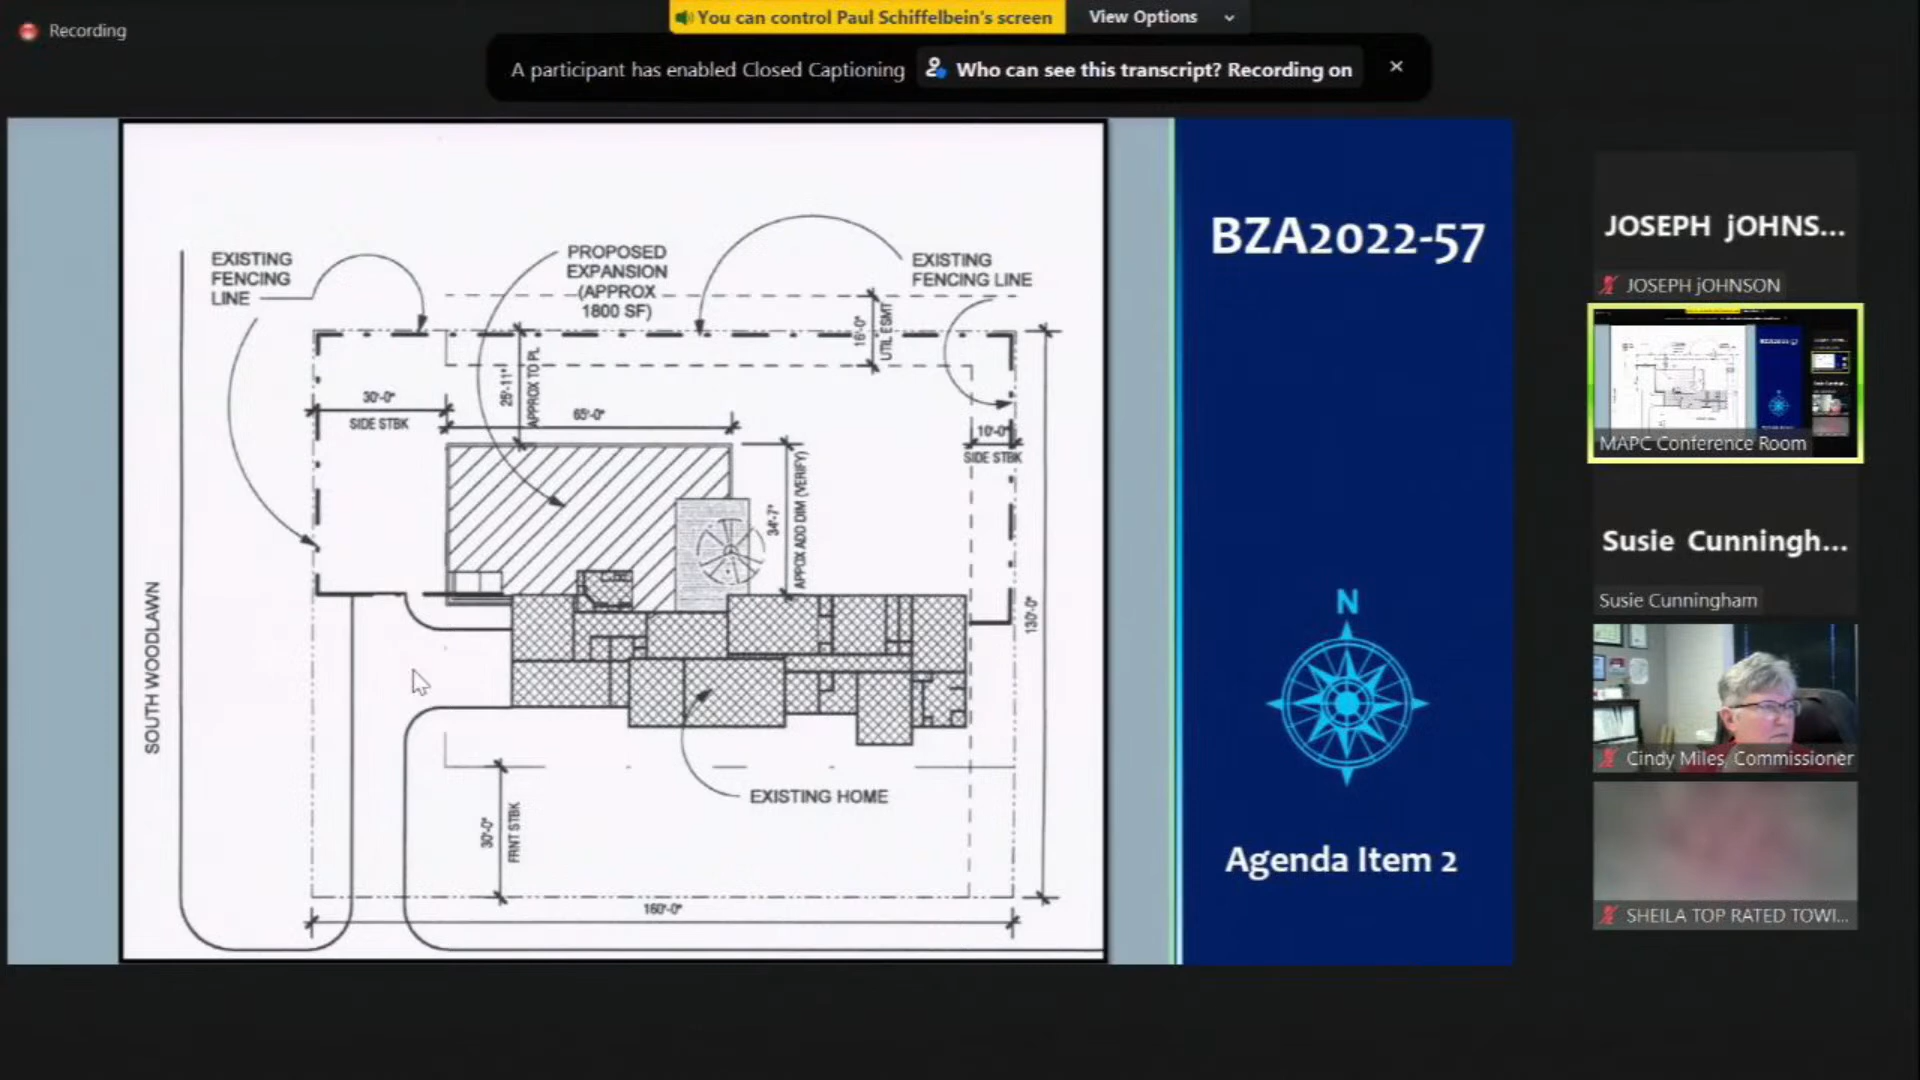 Recording
You can control Paul Schiffelbein's screen
View Options
A participant has enabled Closed Captioning
Who can see this transcript? Recording on
EXISTING
FENCING
LINE
PROPOSED
EXPANSION
(APPROX
1800 SF)
EXISTING
FENCING LINE
16'-0"
UTIL ESMT
25'-11"
APPROX TO PL
30'-0"
SIDE STBK
65'-0"
10'-0"
SIDE STBK
34'-7"
APPOX ADD DIM (VERIFY)
130'-0"
SOUTH WOODLAWN
EXISTING HOME
30'-0"
FRNT STBK
160'-0"
BZA2022-57
N
Agenda Item 2
JOSEPH jOHNS...
JOSEPH jOHNSON
MAPC Conference Room
Susie Cunningh...
Susie Cunningham
Cindy Miles, Commissioner
SHEILA TOP RATED TOWI...